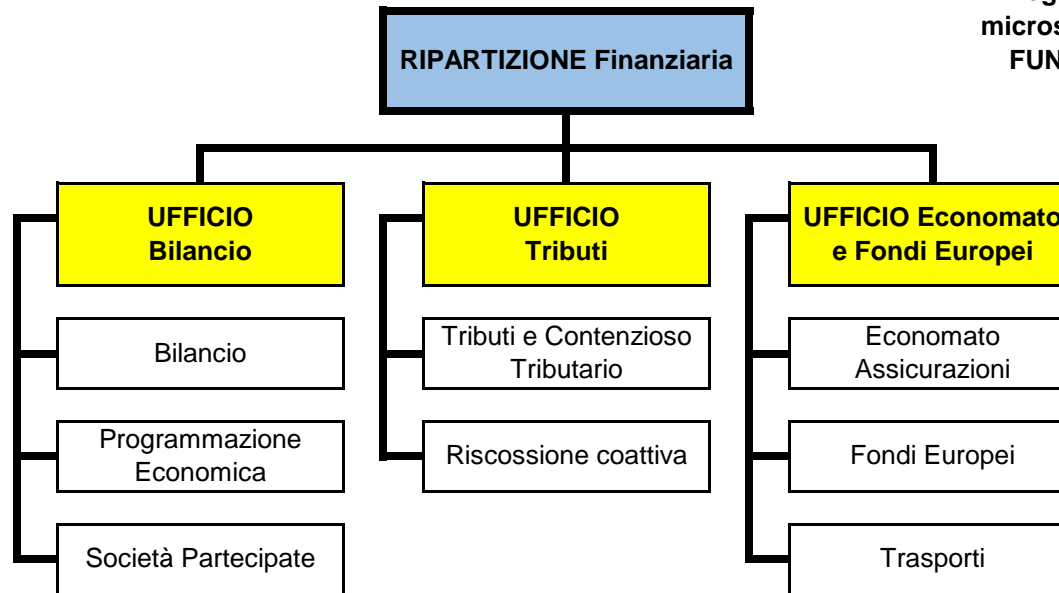 RIPARTIZIONE Finanziaria
UFFICIO
Bilancio
UFFICIO
Tributi
UFFICIO Economato
e Fondi Europei
Bilancio
Tributi e Contenzioso
Tributario
Economato
Assicurazioni
Programmazione
Economica
Riscossione coattiva
Fondi Europei
Società Partecipate
Trasporti